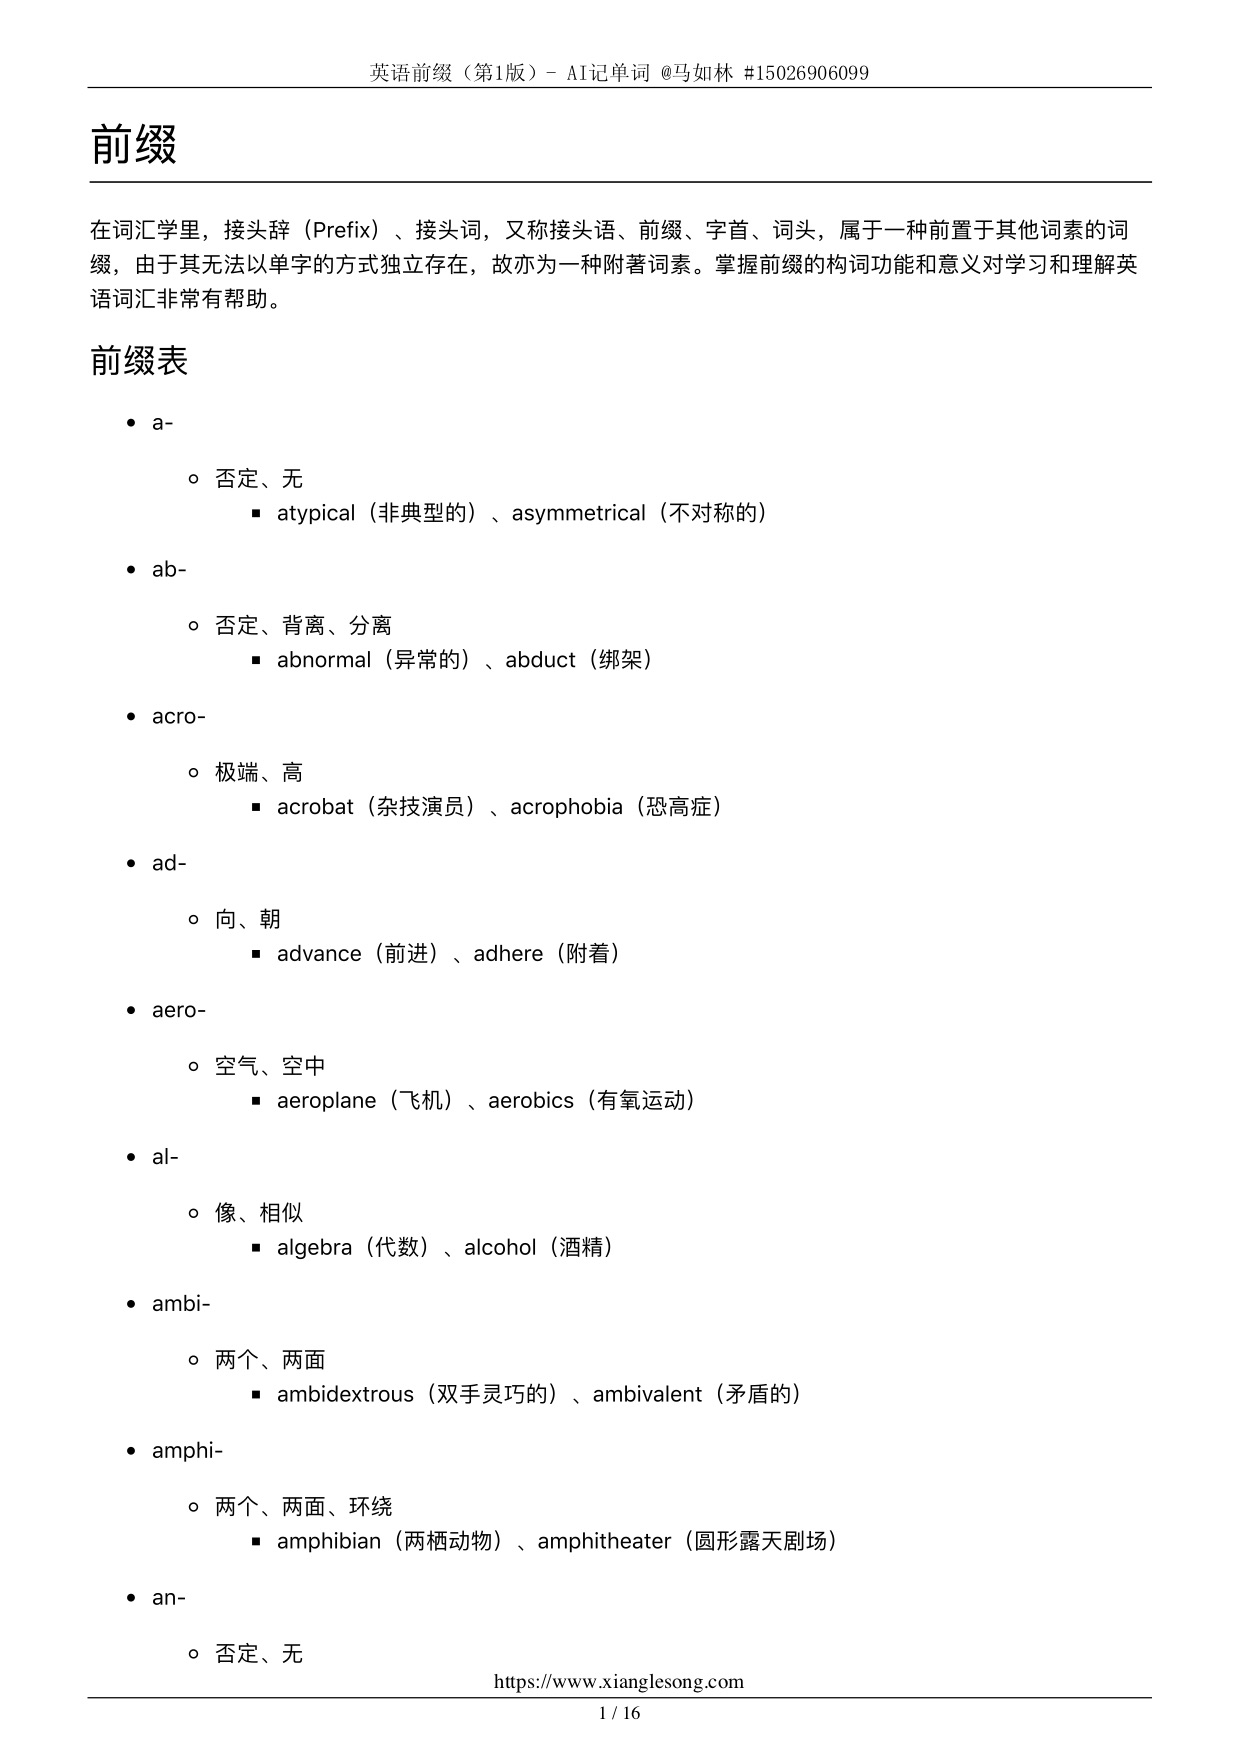 英语前缀（第1版）- AI记单词 @马如林 #15026906099
前缀
在词汇学里，接头辞（Prefix）、接头词，又称接头语、前缀、字首、词头，属于一种前置于其他词素的词
缀，由于其无法以单字的方式独立存在，故亦为一种附著词素。掌握前缀的构词功能和意义对学习和理解英
语词汇非常有帮助。
前缀表
• a-
◦ 否定、无
▪ atypical（非典型的）、asymmetrical（不对称的）
• ab-
◦ 否定、背离、分离
▪ abnormal（异常的）、abduct（绑架）
• acro-
◦ 极端、高
▪ acrobat（杂技演员）、acrophobia（恐高症）
• ad-
◦ 向、朝
▪ advance（前进）、adhere（附着）
• aero-
◦ 空气、空中
▪ aeroplane（飞机）、aerobics（有氧运动）
• al-
◦ 像、相似
▪ algebra（代数）、alcohol（酒精）
• ambi-
◦ 两个、两面
▪ ambidextrous（双手灵巧的）、ambivalent（矛盾的）
• amphi-
◦ 两个、两面、环绕
▪ amphibian（两栖动物）、amphitheater（圆形露天剧场）
• an-
◦ 否定、无
https://www.xianglesong.com
1 / 16